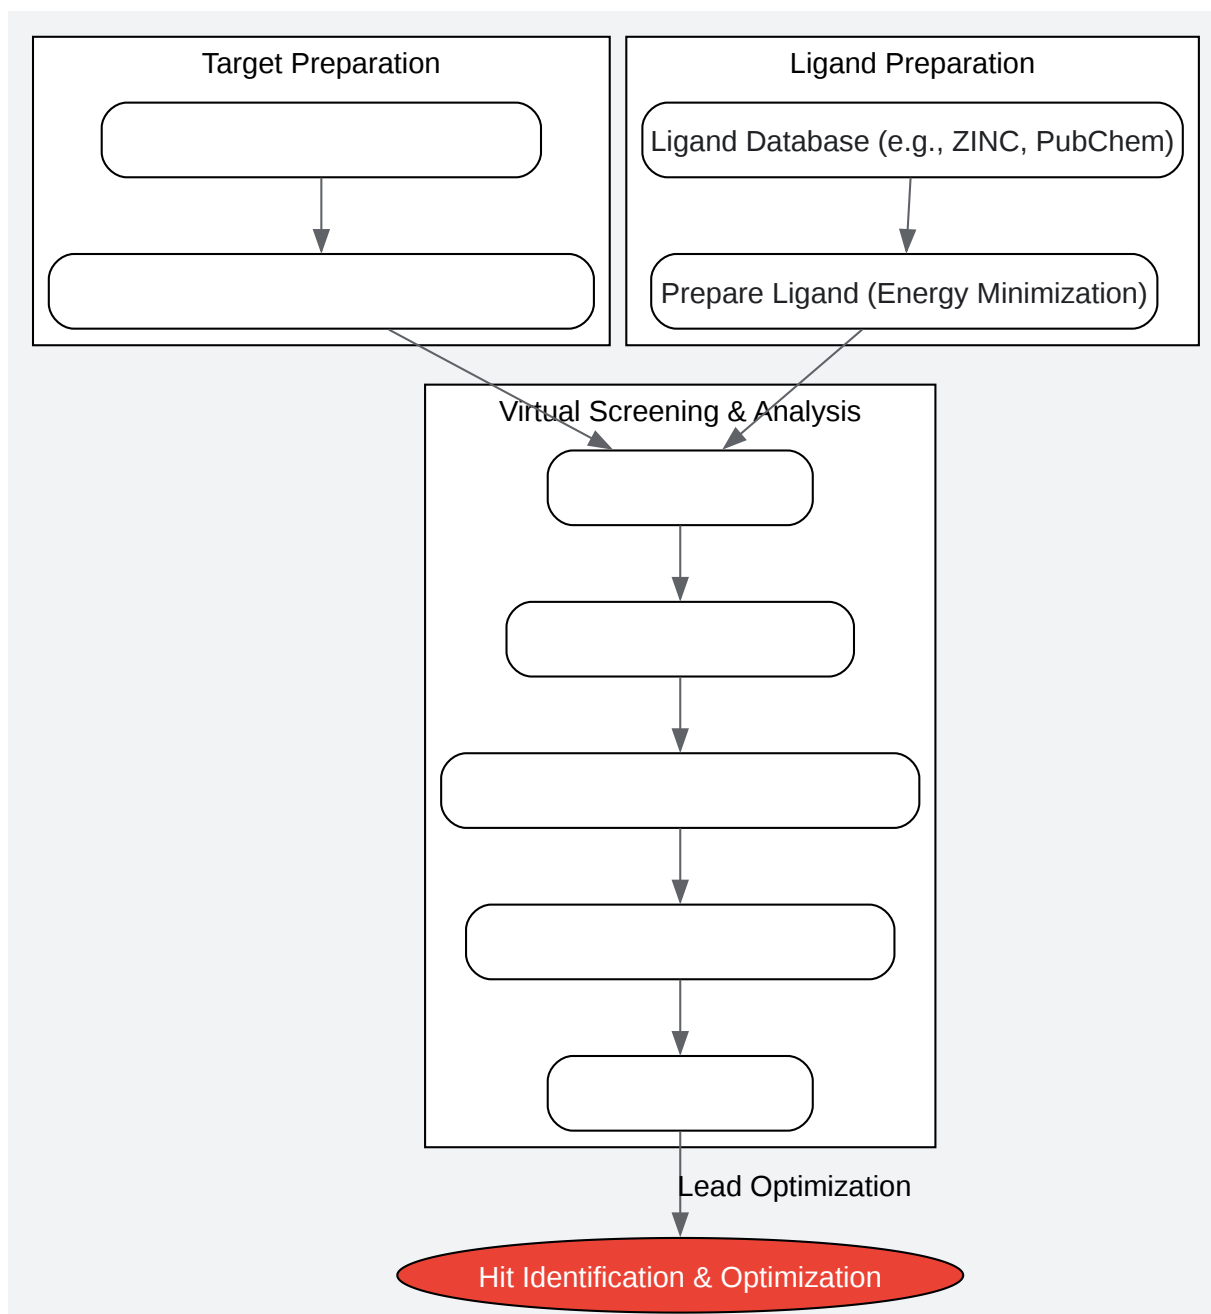 Target Preparation
Ligand Preparation
Ligand Database (e.g., ZINC, PubChem)
Prepare Ligand (Energy Minimization)
Virtual Screening & Analysis
Lead Optimization
Hit Identification & Optimization